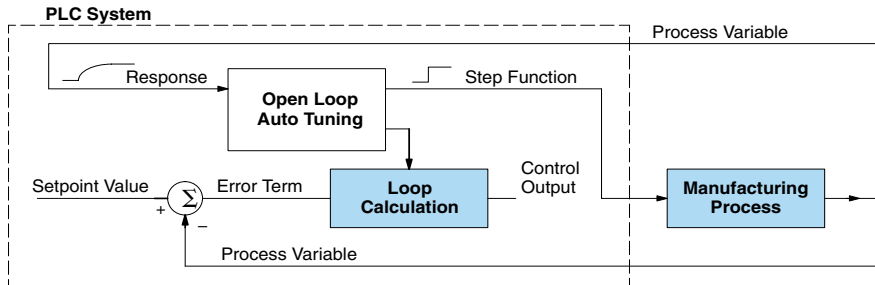 PLC System
Process Variable
Response
Step Function
Open Loop
Auto Tuning
Setpoint Value
+
Σ
−
Error Term
Loop
Calculation
Control
Output
Manufacturing
Process
Process Variable